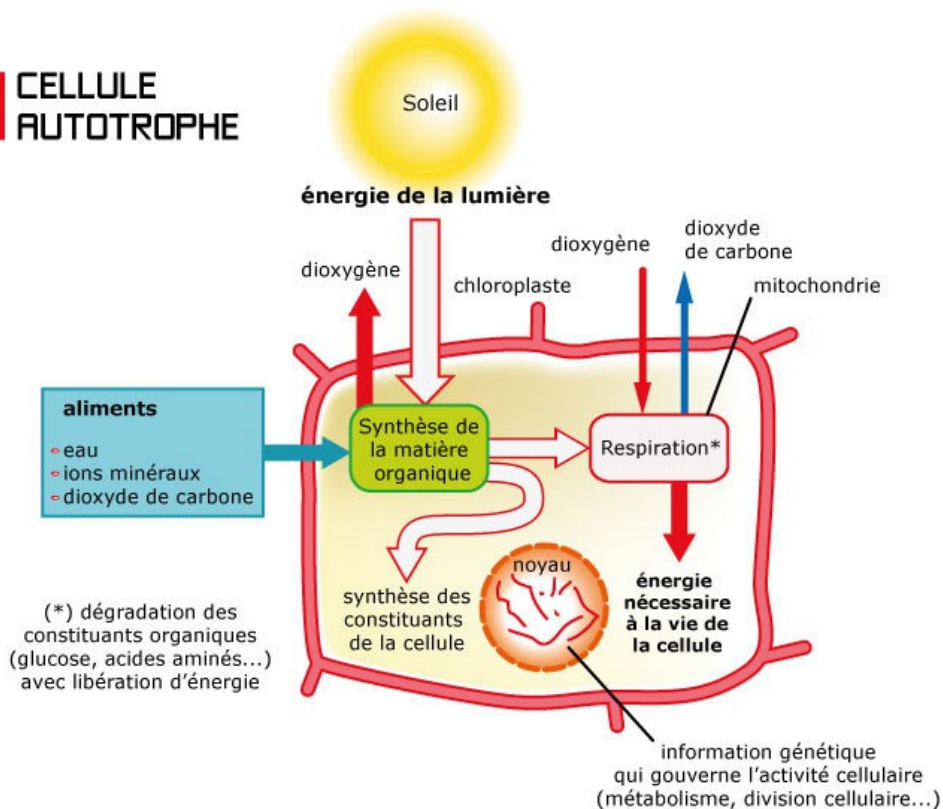 CELLULE
AUTOTROPHE
Soleil
énergie de la lumière
dioxygène
chloroplaste
dioxygène
dioxyde
de carbone
mitochondrie
aliments
eau
ions minéraux
dioxyde de carbone
Synthèse de
la matière
organique
Respiration*
synthèse des
constituants
de la cellule
noyau
énergie
nécessaire
à la vie de
la cellule
(*) dégradation des
constituants organiques
(glucose, acides aminés...)
avec libération d'énergie
information génétique
qui gouverne l'activité cellulaire
(métabolisme, division cellulaire...)